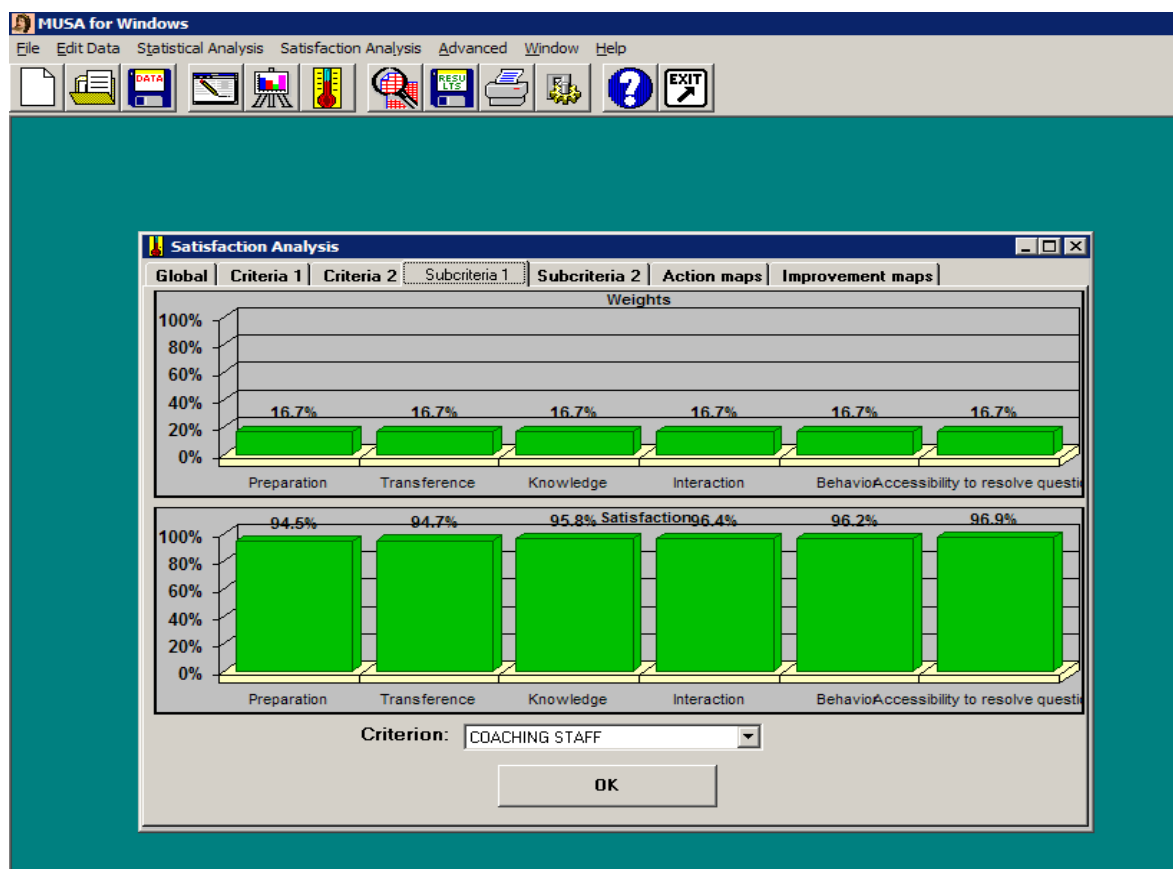 MUSA for Windows
File Edit Data Statistical Analysis Satisfaction Analysis Advanced Window Help
DATA RESU LTS EXIT
Satisfaction Analysis
Global Criteria 1 Criteria 2 Subcriteria 1 Subcriteria 2 Action maps Improvement maps
Weights
100%
80%
60%
40%
20%
0%
16.7% 16.7% 16.7% 16.7% 16.7% 16.7%
Preparation Transference Knowledge Interaction Behavior Accessibility to resolve questi
Satisfaction
94.5% 94.7% 95.8% 96.4% 96.2% 96.9%
100%
80%
60%
40%
20%
0%
Preparation Transference Knowledge Interaction Behavior Accessibility to resolve questi
Criterion: COACHING STAFF
OK